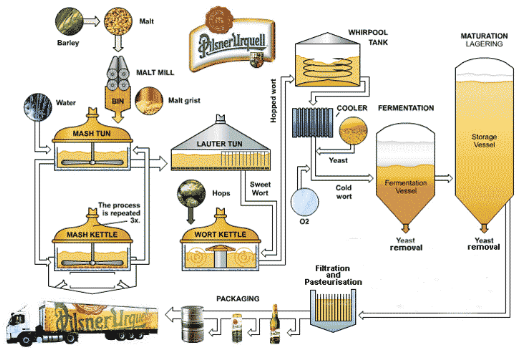 Barley
Malt
Pilsner Urquell
WHIRPOOL
TANK
MATURATION
LAGERING
MALT MILL
BIN
Malt grist
Water
Hopped wort
COOLER
FERMENTATION
MASH TUN
LAUTER TUN
Yeast
Storage
Vessel
Hops
Sweet
Wort
Cold
wort
Fermentation
Vessel
O2
The process
is repeated
3x.
MASH KETTLE
WORT KETTLE
Yeast
removal
Yeast
removal
Filtration
and
Pasteurisation
PACKAGING
Pilsner Urquell